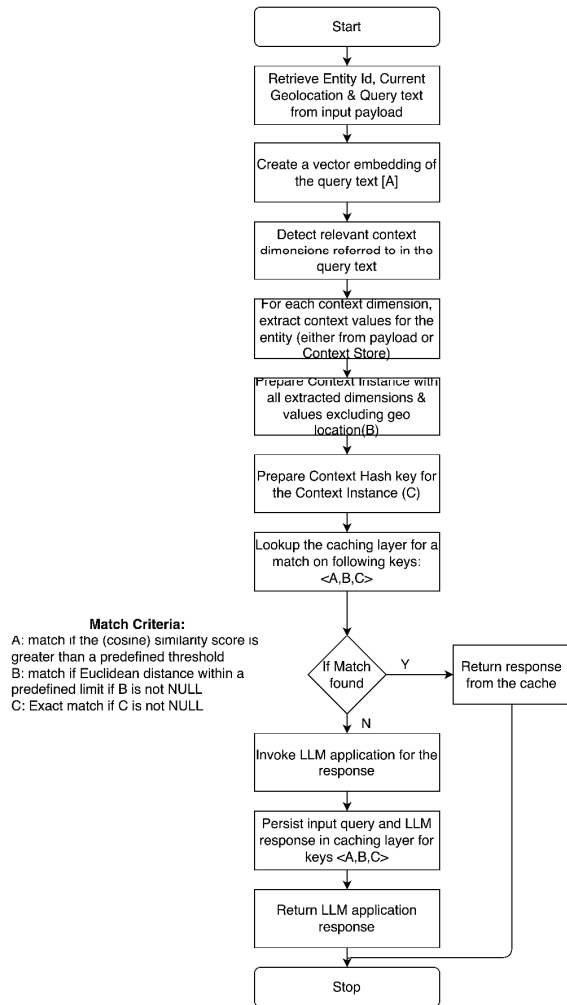 Start
Retrieve Entity Id, Current
Geolocation & Query text
from input payload
Create a vector embedding of
the query text [A]
Detect relevant context
dimensions referred to in the
query text
For each context dimension,
extract context values for the
entity (either from payload or
Context Store)
Prepare Context Instance with
all extracted dimensions &
values excluding geo
location(B)
Prepare Context Hash key for
the Context Instance (C)
Lookup the caching layer for a
match on following keys:
<A,B,C>
Match Criteria:
A: match if the (cosine) similarity score is
greater than a predefined threshold
B: match if Euclidean distance within a
predefined limit if B is not NULL
C: Exact match if C is not NULL
If Match
found
Y
Return response
from the cache
N
Invoke LLM application for the
response
Persist input query and LLM
response in caching layer for
keys <A,B,C>
Return LLM application
response
Stop